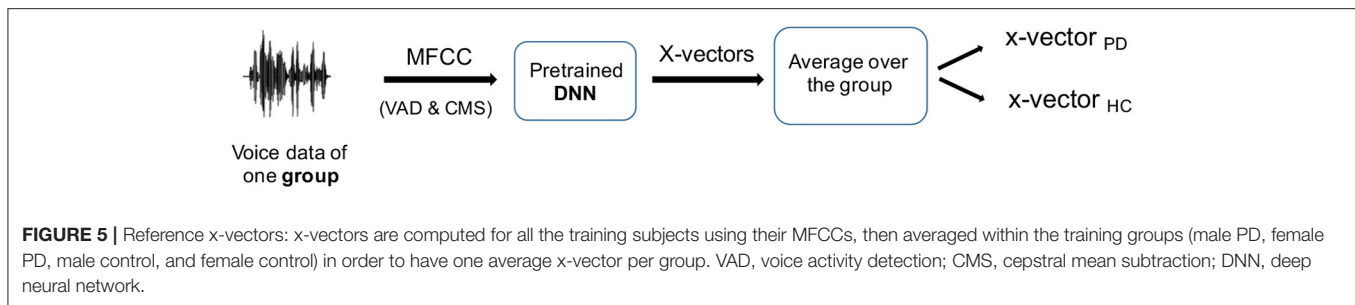 MFCC
(VAD & CMS)
Voice data of
one group
Pretrained
DNN
X-vectors
Average over
the group
x-vector PD
x-vector HC
FIGURE 5 | Reference x-vectors: x-vectors are computed for all the training subjects using their MFCCs, then averaged within the training groups (male PD, female
PD, male control, and female control) in order to have one average x-vector per group. VAD, voice activity detection; CMS, cepstral mean subtraction; DNN, deep
neural network.